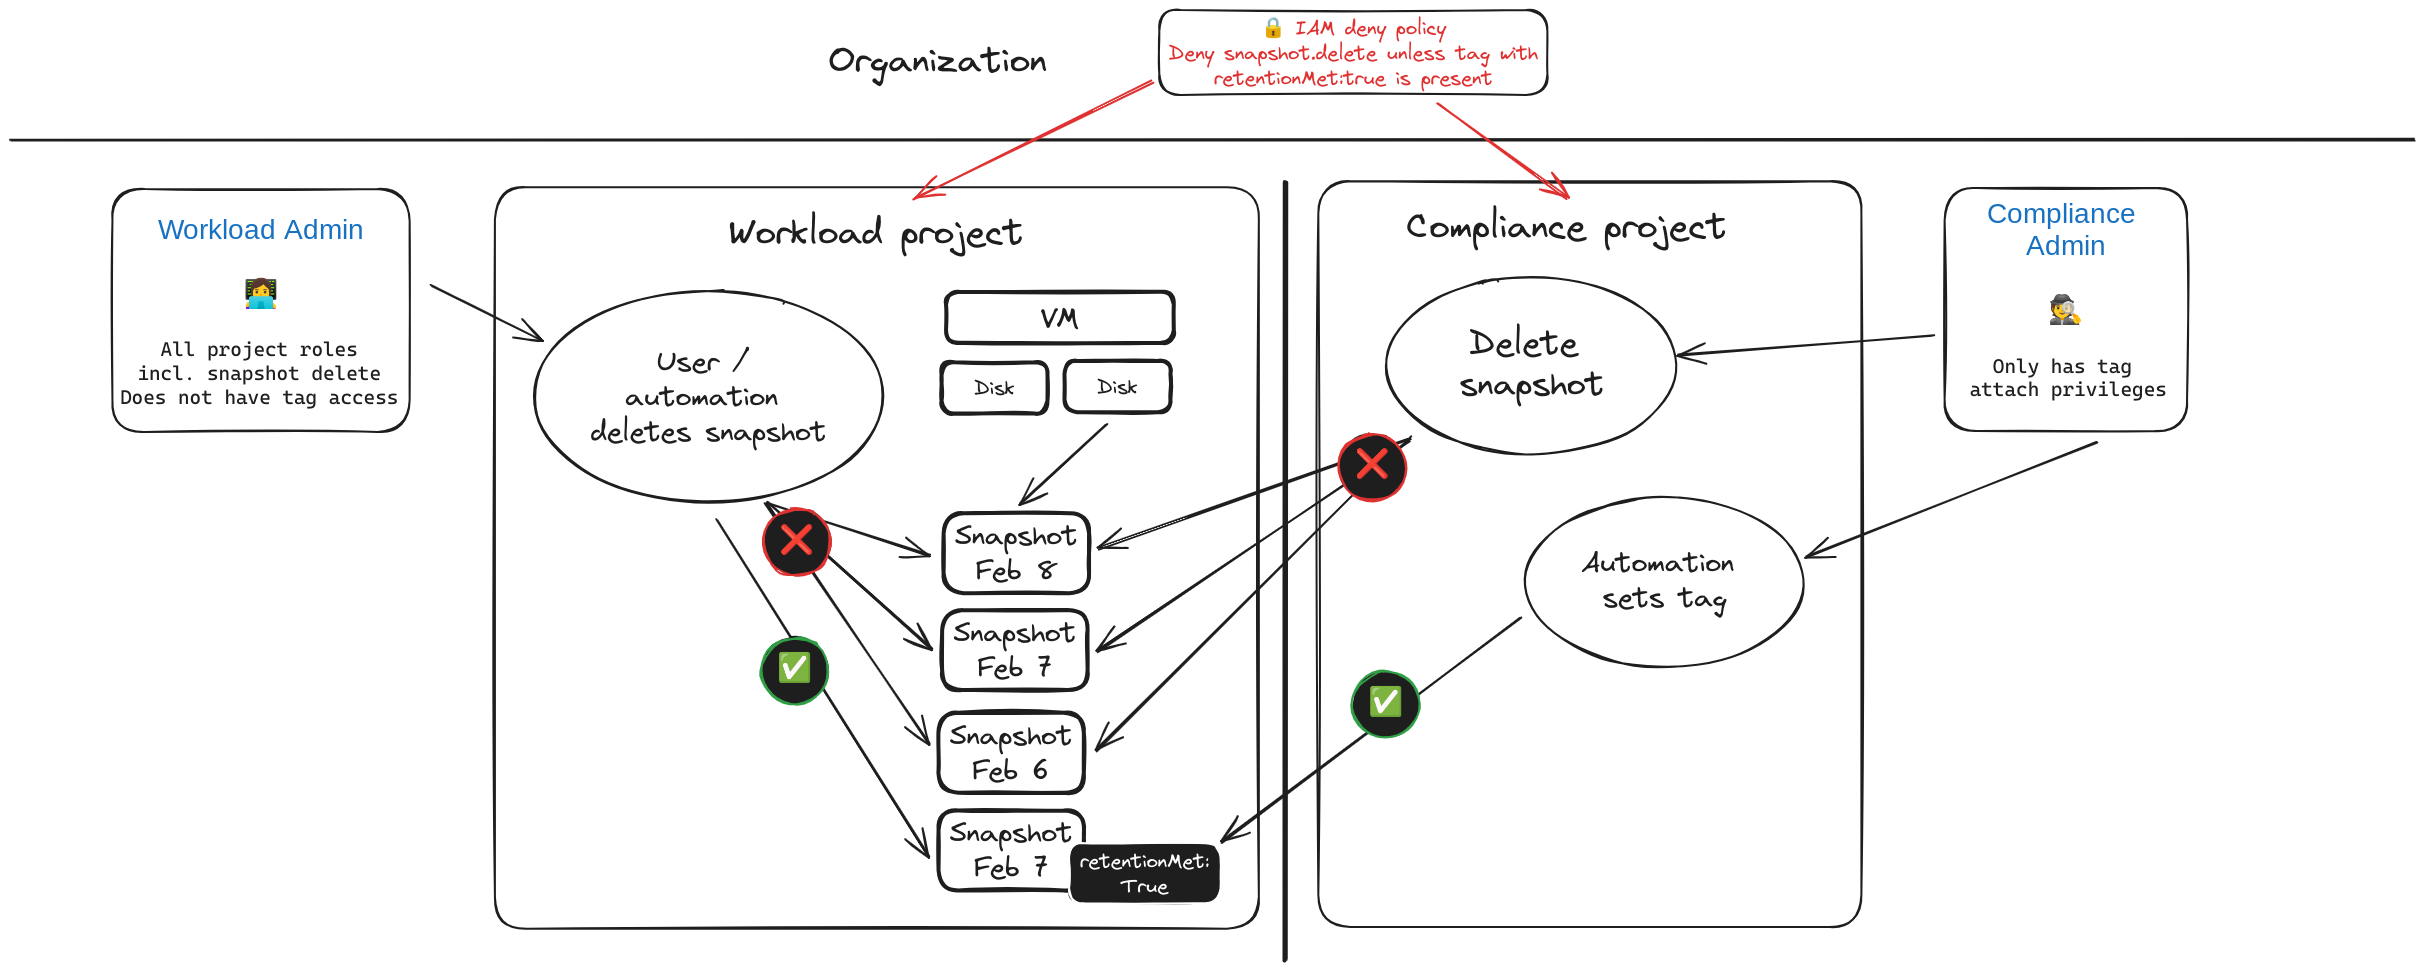 Organization
🔒 IAM deny policy
Deny snapshot.delete unless tag with
retentionMet:true is present
Workload Admin
All project roles
incl. snapshot delete
Does not have tag access
Workload project
User /
automation
deletes snapshot
VM
Disk
Disk
Snapshot
Feb 8
Snapshot
Feb 7
Snapshot
Feb 6
Snapshot
Feb 7
retentionMet:
True
Compliance project
Delete
snapshot
Automation
sets tag
Compliance
Admin
Only has tag
attach privileges